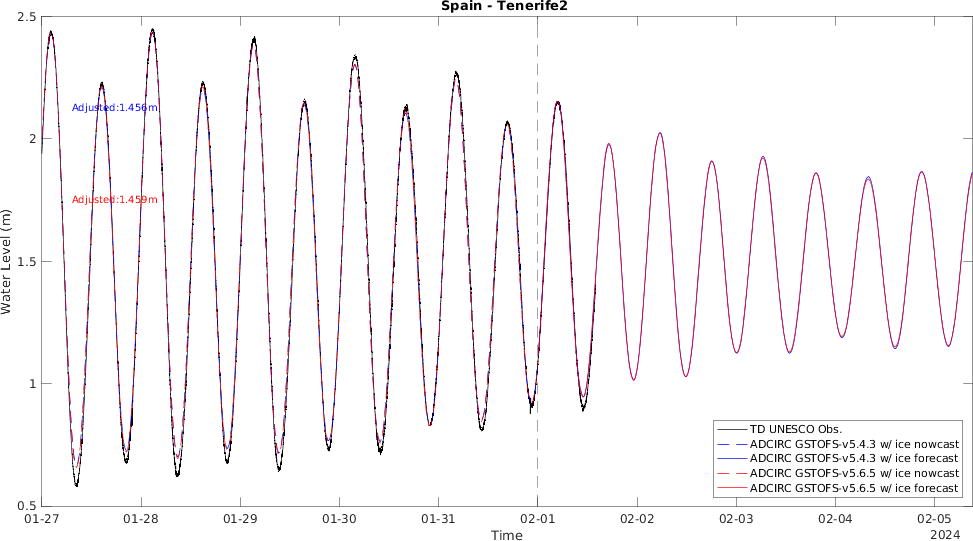 Spain - Tenerife2
2.5
2
1.5
1
0.5
Water Level (m)
Adjusted:1.456m
Adjusted:1.459m
TD UNESCO Obs.
ADCIRC GSTOFS-v5.4.3 w/ ice nowcast
ADCIRC GSTOFS-v5.4.3 w/ ice forecast
ADCIRC GSTOFS-v5.6.5 w/ ice nowcast
ADCIRC GSTOFS-v5.6.5 w/ ice forecast
01-27 01-28 01-29 01-30 01-31 02-01 02-02 02-03 02-04 02-05
Time
2024